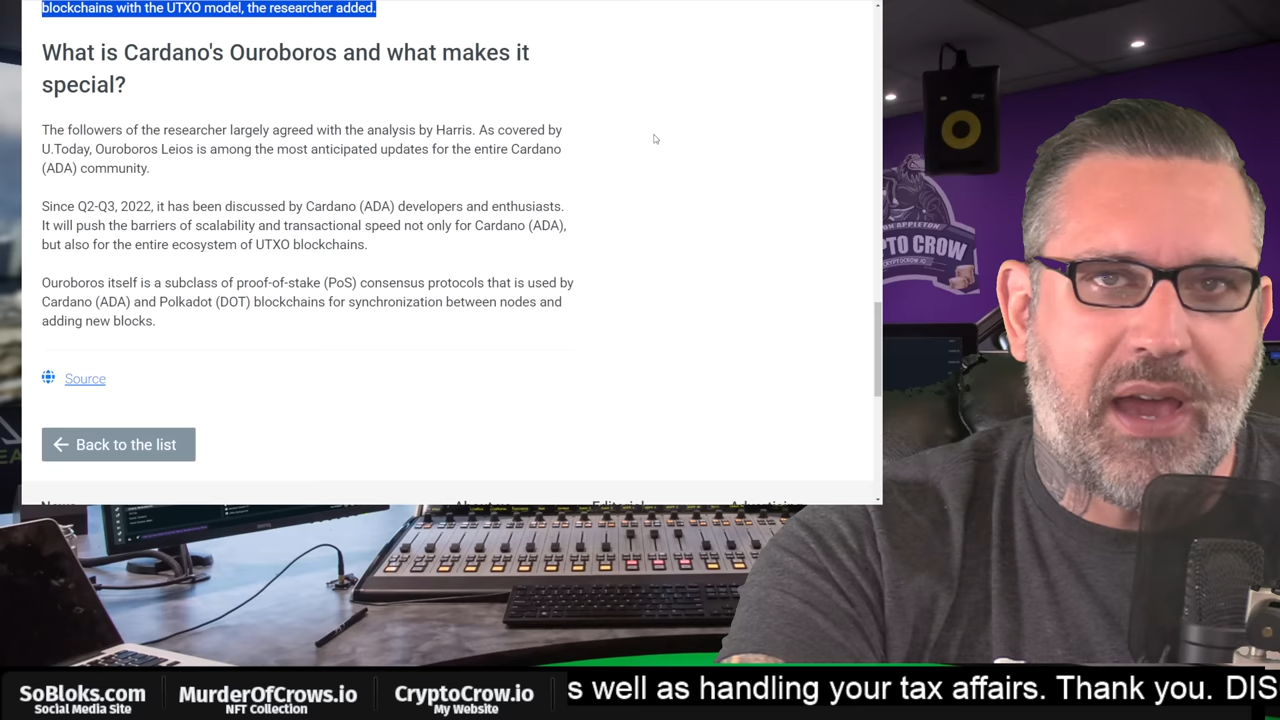 blockchains with the UTXO model, the researcher added.
What is Cardano's Ouroboros and what makes it
special?
The followers of the researcher largely agreed with the analysis by Harris. As covered by
U.Today, Ouroboros Leios is among the most anticipated updates for the entire Cardano
(ADA) community.
Since Q2-Q3, 2022, it has been discussed by Cardano (ADA) developers and enthusiasts.
It will push the barriers of scalability and transactional speed not only for Cardano (ADA),
but also for the entire ecosystem of UTXO blockchains.
Ouroboros itself is a subclass of proof-of-stake (PoS) consensus protocols that is used by
Cardano (ADA) and Polkadot (DOT) blockchains for synchronization between nodes and
adding new blocks.
Source
Back to the list
ON APPLETON
PTO CROW
CRYPTOCROW.IO
SoBloks.com
Social Media Site
MurderOfCrows.io
NFT Collection
CryptoCrow.io
My Website
s well as handling your tax affairs. Thank you. DIS